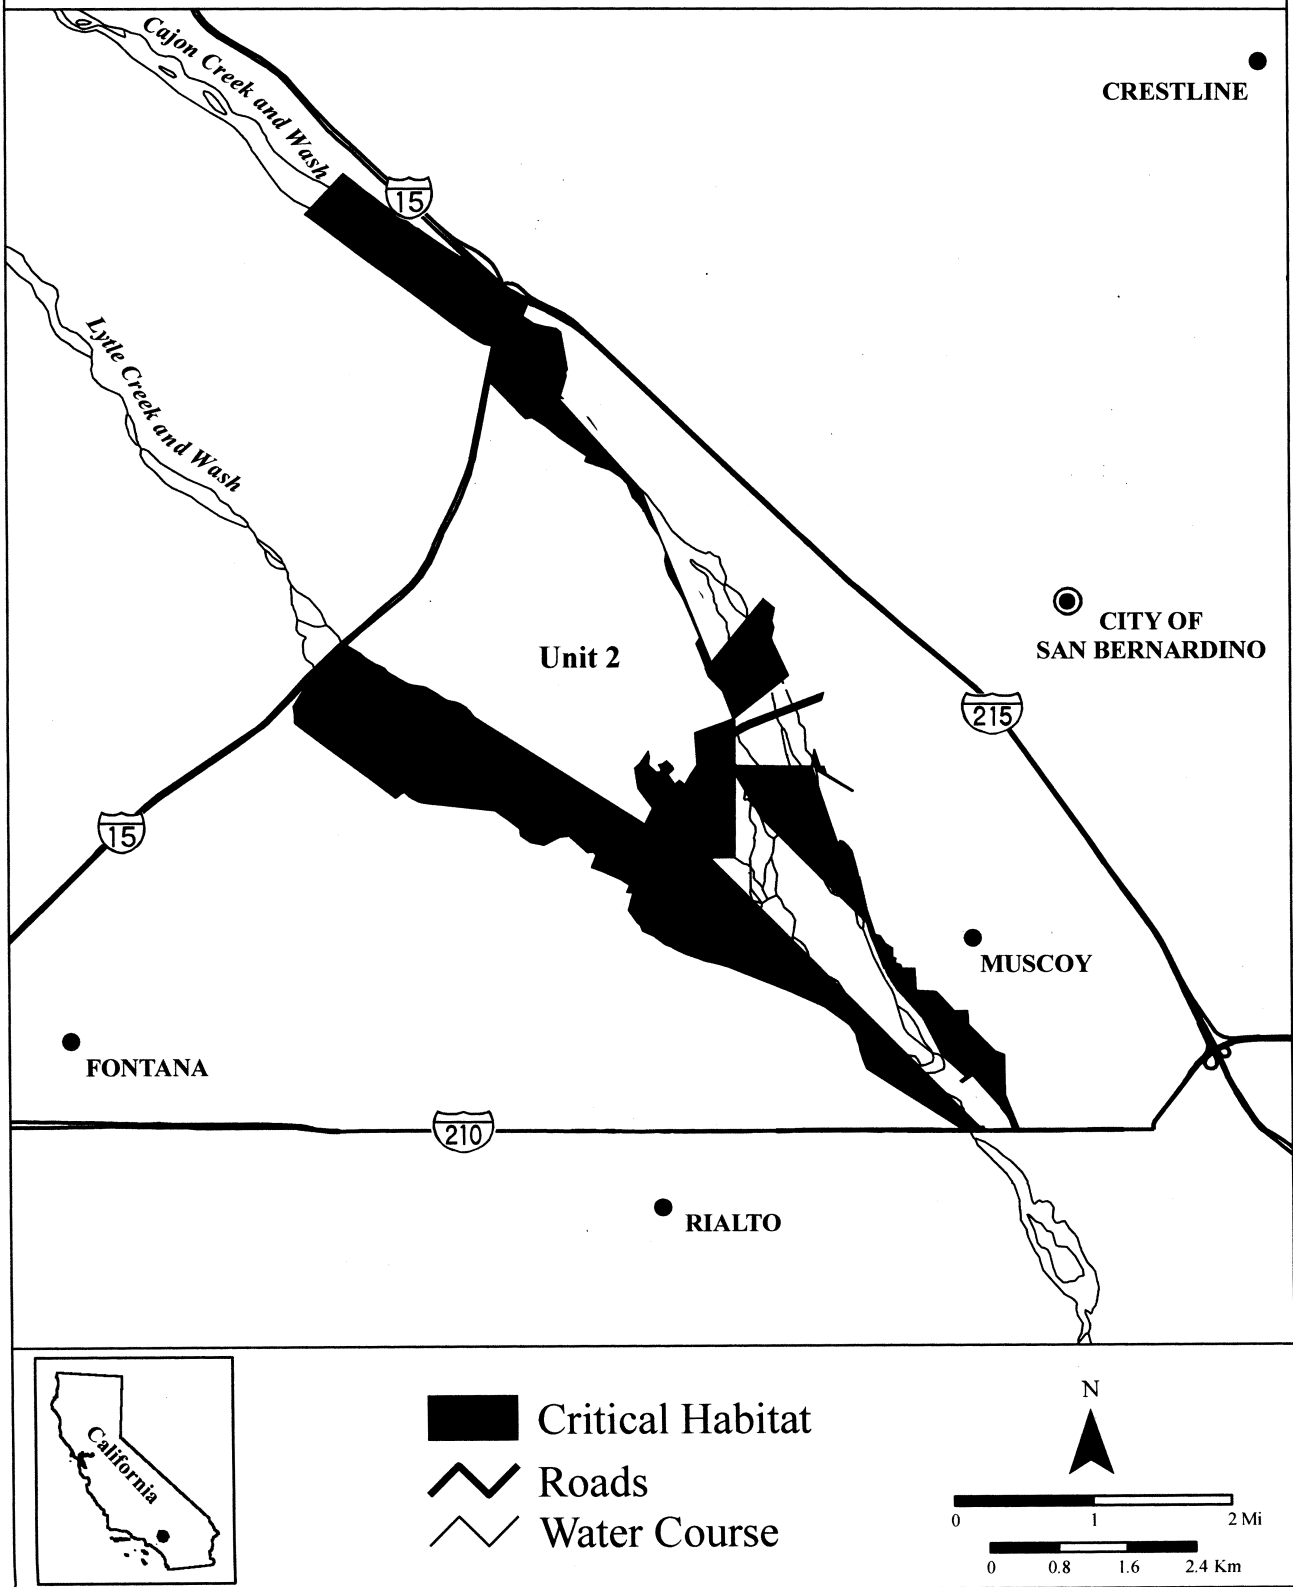 Cajon Creek and Wash
CRESTLINE
15
Lytle Creek and Wash
CITY OF
SAN BERNARDINO
Unit 2
215
15
MUSCOY
FONTANA
210
RIALTO
California
Critical Habitat
Roads
Water Course
N
0 1 2 Mi
0 0.8 1.6 2.4 Km